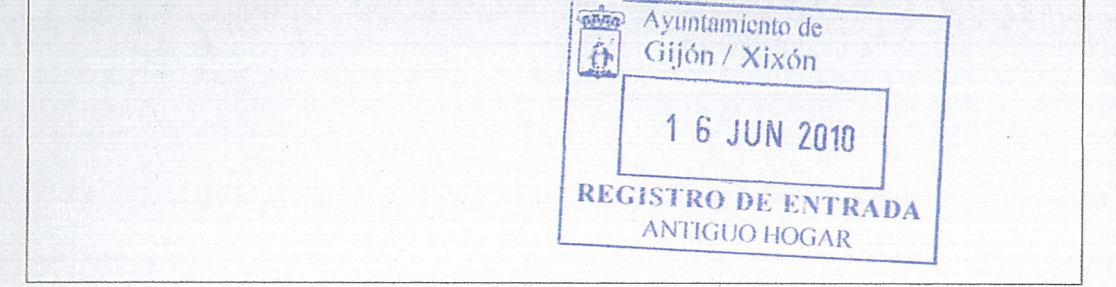 Ayuntamiento de
Gijón / Xixón
1 6 JUN 2010
REGISTRO DE ENTRADA
ANTIGUO HOGAR